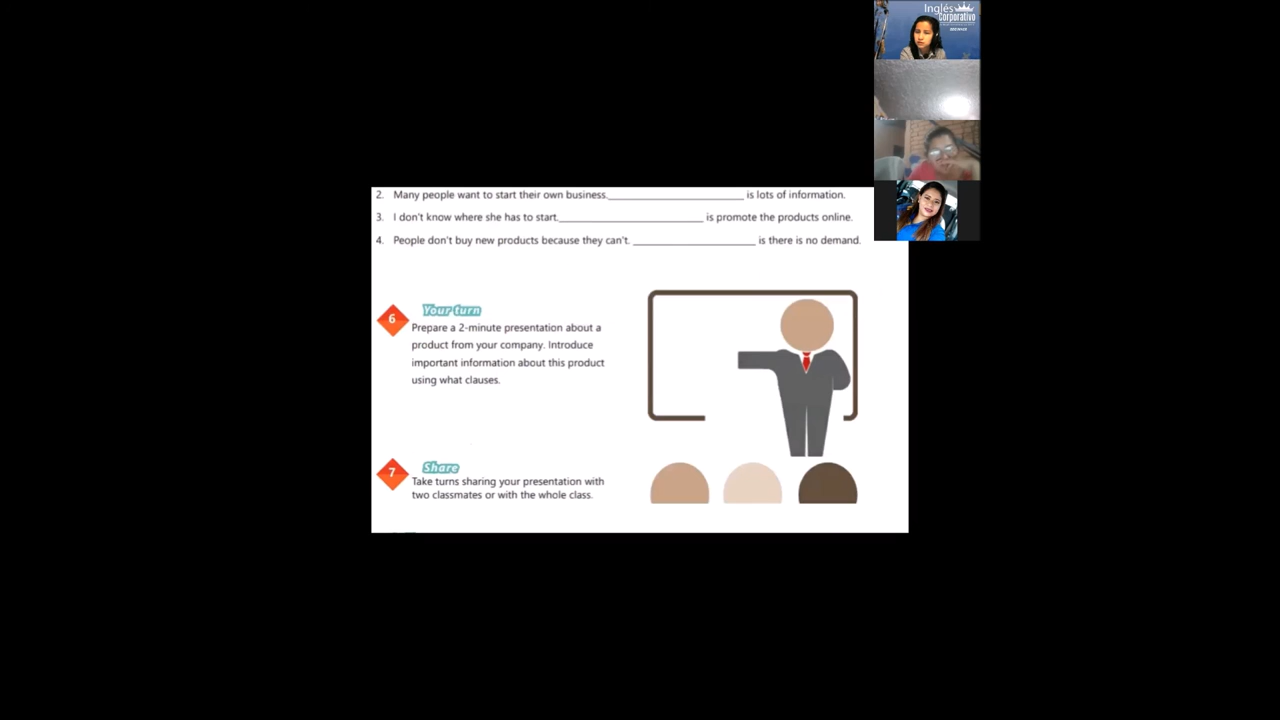 Inglés
Corporativo
2. Many people want to start their own business.______________________ is lots of information.
3. I don't know where she has to start.______________________ is promote the products online.
4. People don't buy new products because they can't. ___________________ is there is no demand.
6
Your turn
Prepare a 2-minute presentation about a
product from your company. Introduce
important information about this product
using what clauses.
7
Share
Take turns sharing your presentation with
two classmates or with the whole class.